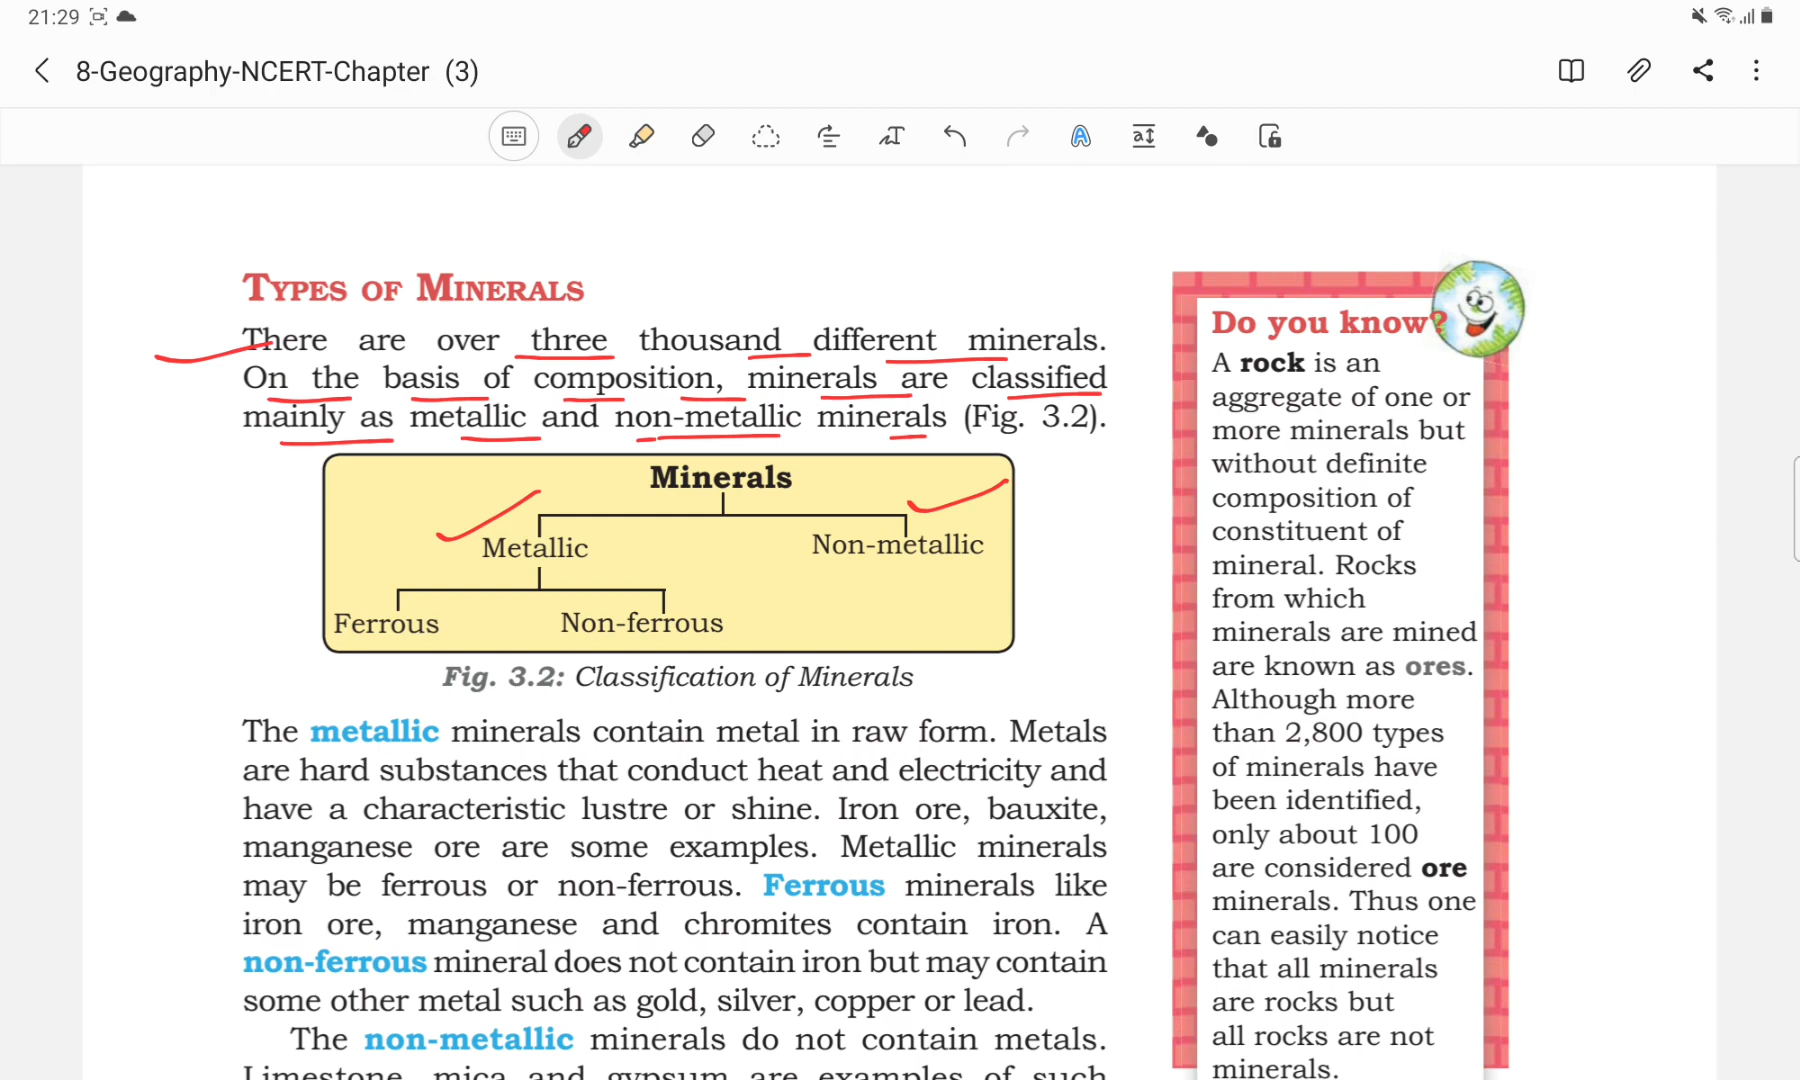 21:29
8-Geography-NCERT-Chapter (3)
TYPES OF MINERALS
There are over three thousand different minerals.
On the basis of composition, minerals are classified
mainly as metallic and non-metallic minerals (Fig. 3.2).
Minerals
Metallic
Non-metallic
Ferrous
Non-ferrous
Fig. 3.2: Classification of Minerals
The metallic minerals contain metal in raw form. Metals
are hard substances that conduct heat and electricity and
have a characteristic lustre or shine. Iron ore, bauxite,
manganese ore are some examples. Metallic minerals
may be ferrous or non-ferrous. Ferrous minerals like
iron ore, manganese and chromites contain iron. A
non-ferrous mineral does not contain iron but may contain
some other metal such as gold, silver, copper or lead.
The non-metallic minerals do not contain metals.
Limestone, mica and gypsum are examples of such
Do you know?
A rock is an
aggregate of one or
more minerals but
without definite
composition of
constituent of
mineral. Rocks
from which
minerals are mined
are known as ores.
Although more
than 2,800 types
of minerals have
been identified,
only about 100
are considered ore
minerals. Thus one
can easily notice
that all minerals
are rocks but
all rocks are not
minerals.